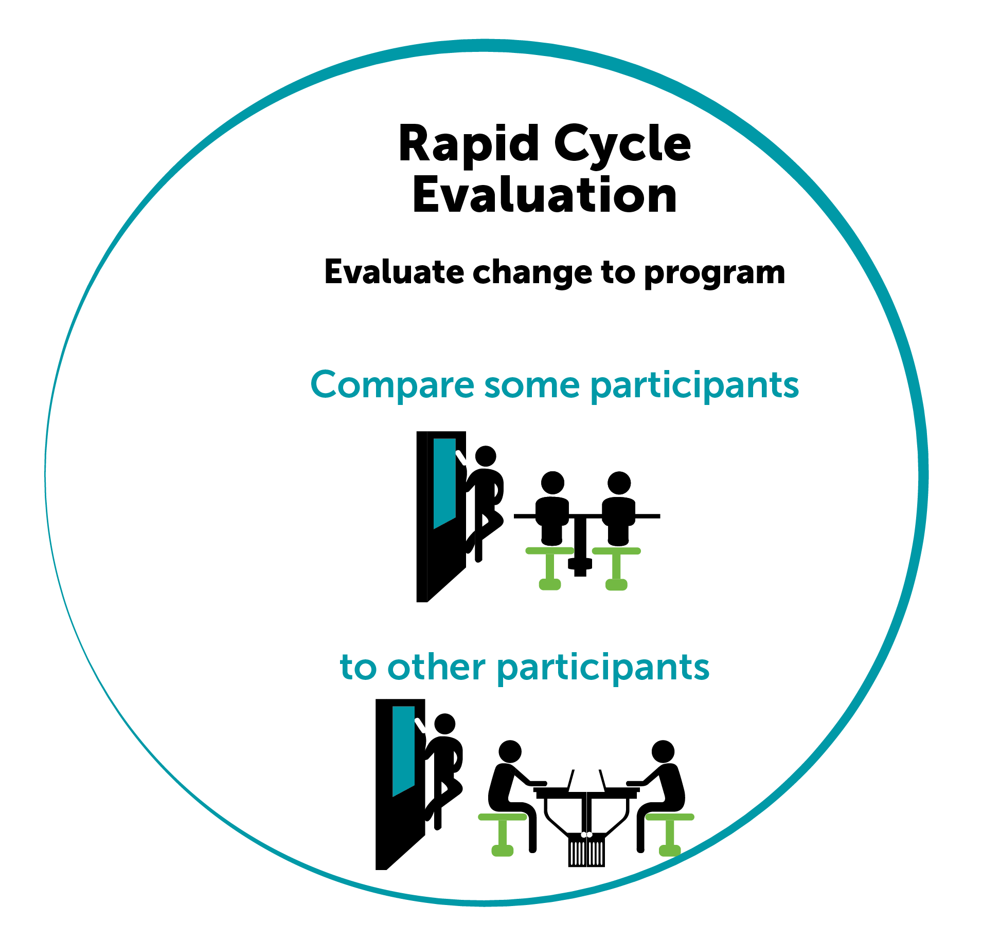 Rapid Cycle
Evaluation
Evaluate change to program
Compare some participants
to other participants